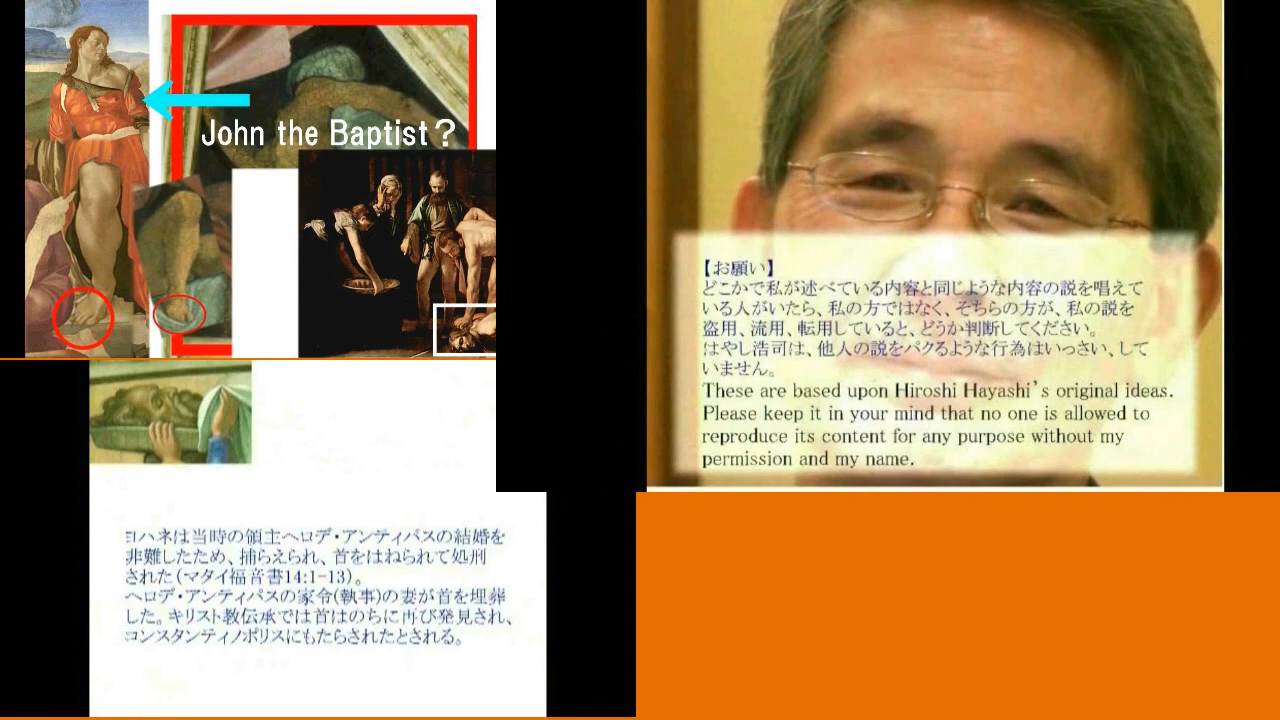 John the Baptist？
【お願い】
どこかで私が述べている内容と同じような内容の説を唱えて
いる人がいたら、私の方ではなく、そちらの方が、私の説を
盗用、流用、転用していると、どうか判断してください。
はやし浩司は、他人の説をパクるような行為はいっさい、して
いません。
These are based upon Hiroshi Hayashi's original ideas.
Please keep it in your mind that no one is allowed to
reproduce its content for any purpose without my
permission and my name.
ヨハネは当時の領主ヘロデ・アンティパスの結婚を
非難したため、捕らえられ、首をはねられて処刑
された(マタイ福音書14:1-13)。
ヘロデ・アンティパスの家令(執事)の妻が首を埋葬
した。キリスト教伝承では首はのちに再び発見され、
コンスタンティノポリスにもたらされたとされる。